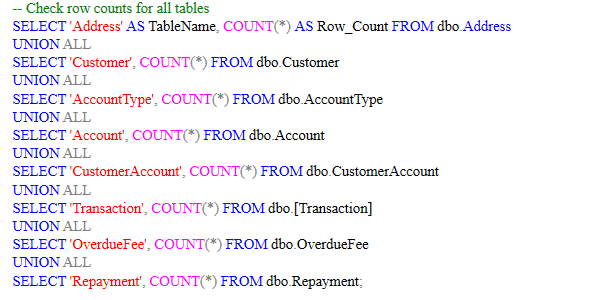 -- Check row counts for all tables
SELECT 'Address' AS TableName, COUNT(*) AS Row_Count FROM dbo.Address
UNION ALL
SELECT 'Customer', COUNT(*) FROM dbo.Customer
UNION ALL
SELECT 'AccountType', COUNT(*) FROM dbo.AccountType
UNION ALL
SELECT 'Account', COUNT(*) FROM dbo.Account
UNION ALL
SELECT 'CustomerAccount', COUNT(*) FROM dbo.CustomerAccount
UNION ALL
SELECT 'Transaction', COUNT(*) FROM dbo.[Transaction]
UNION ALL
SELECT 'OverdueFee', COUNT(*) FROM dbo.OverdueFee
UNION ALL
SELECT 'Repayment', COUNT(*) FROM dbo.Repayment;